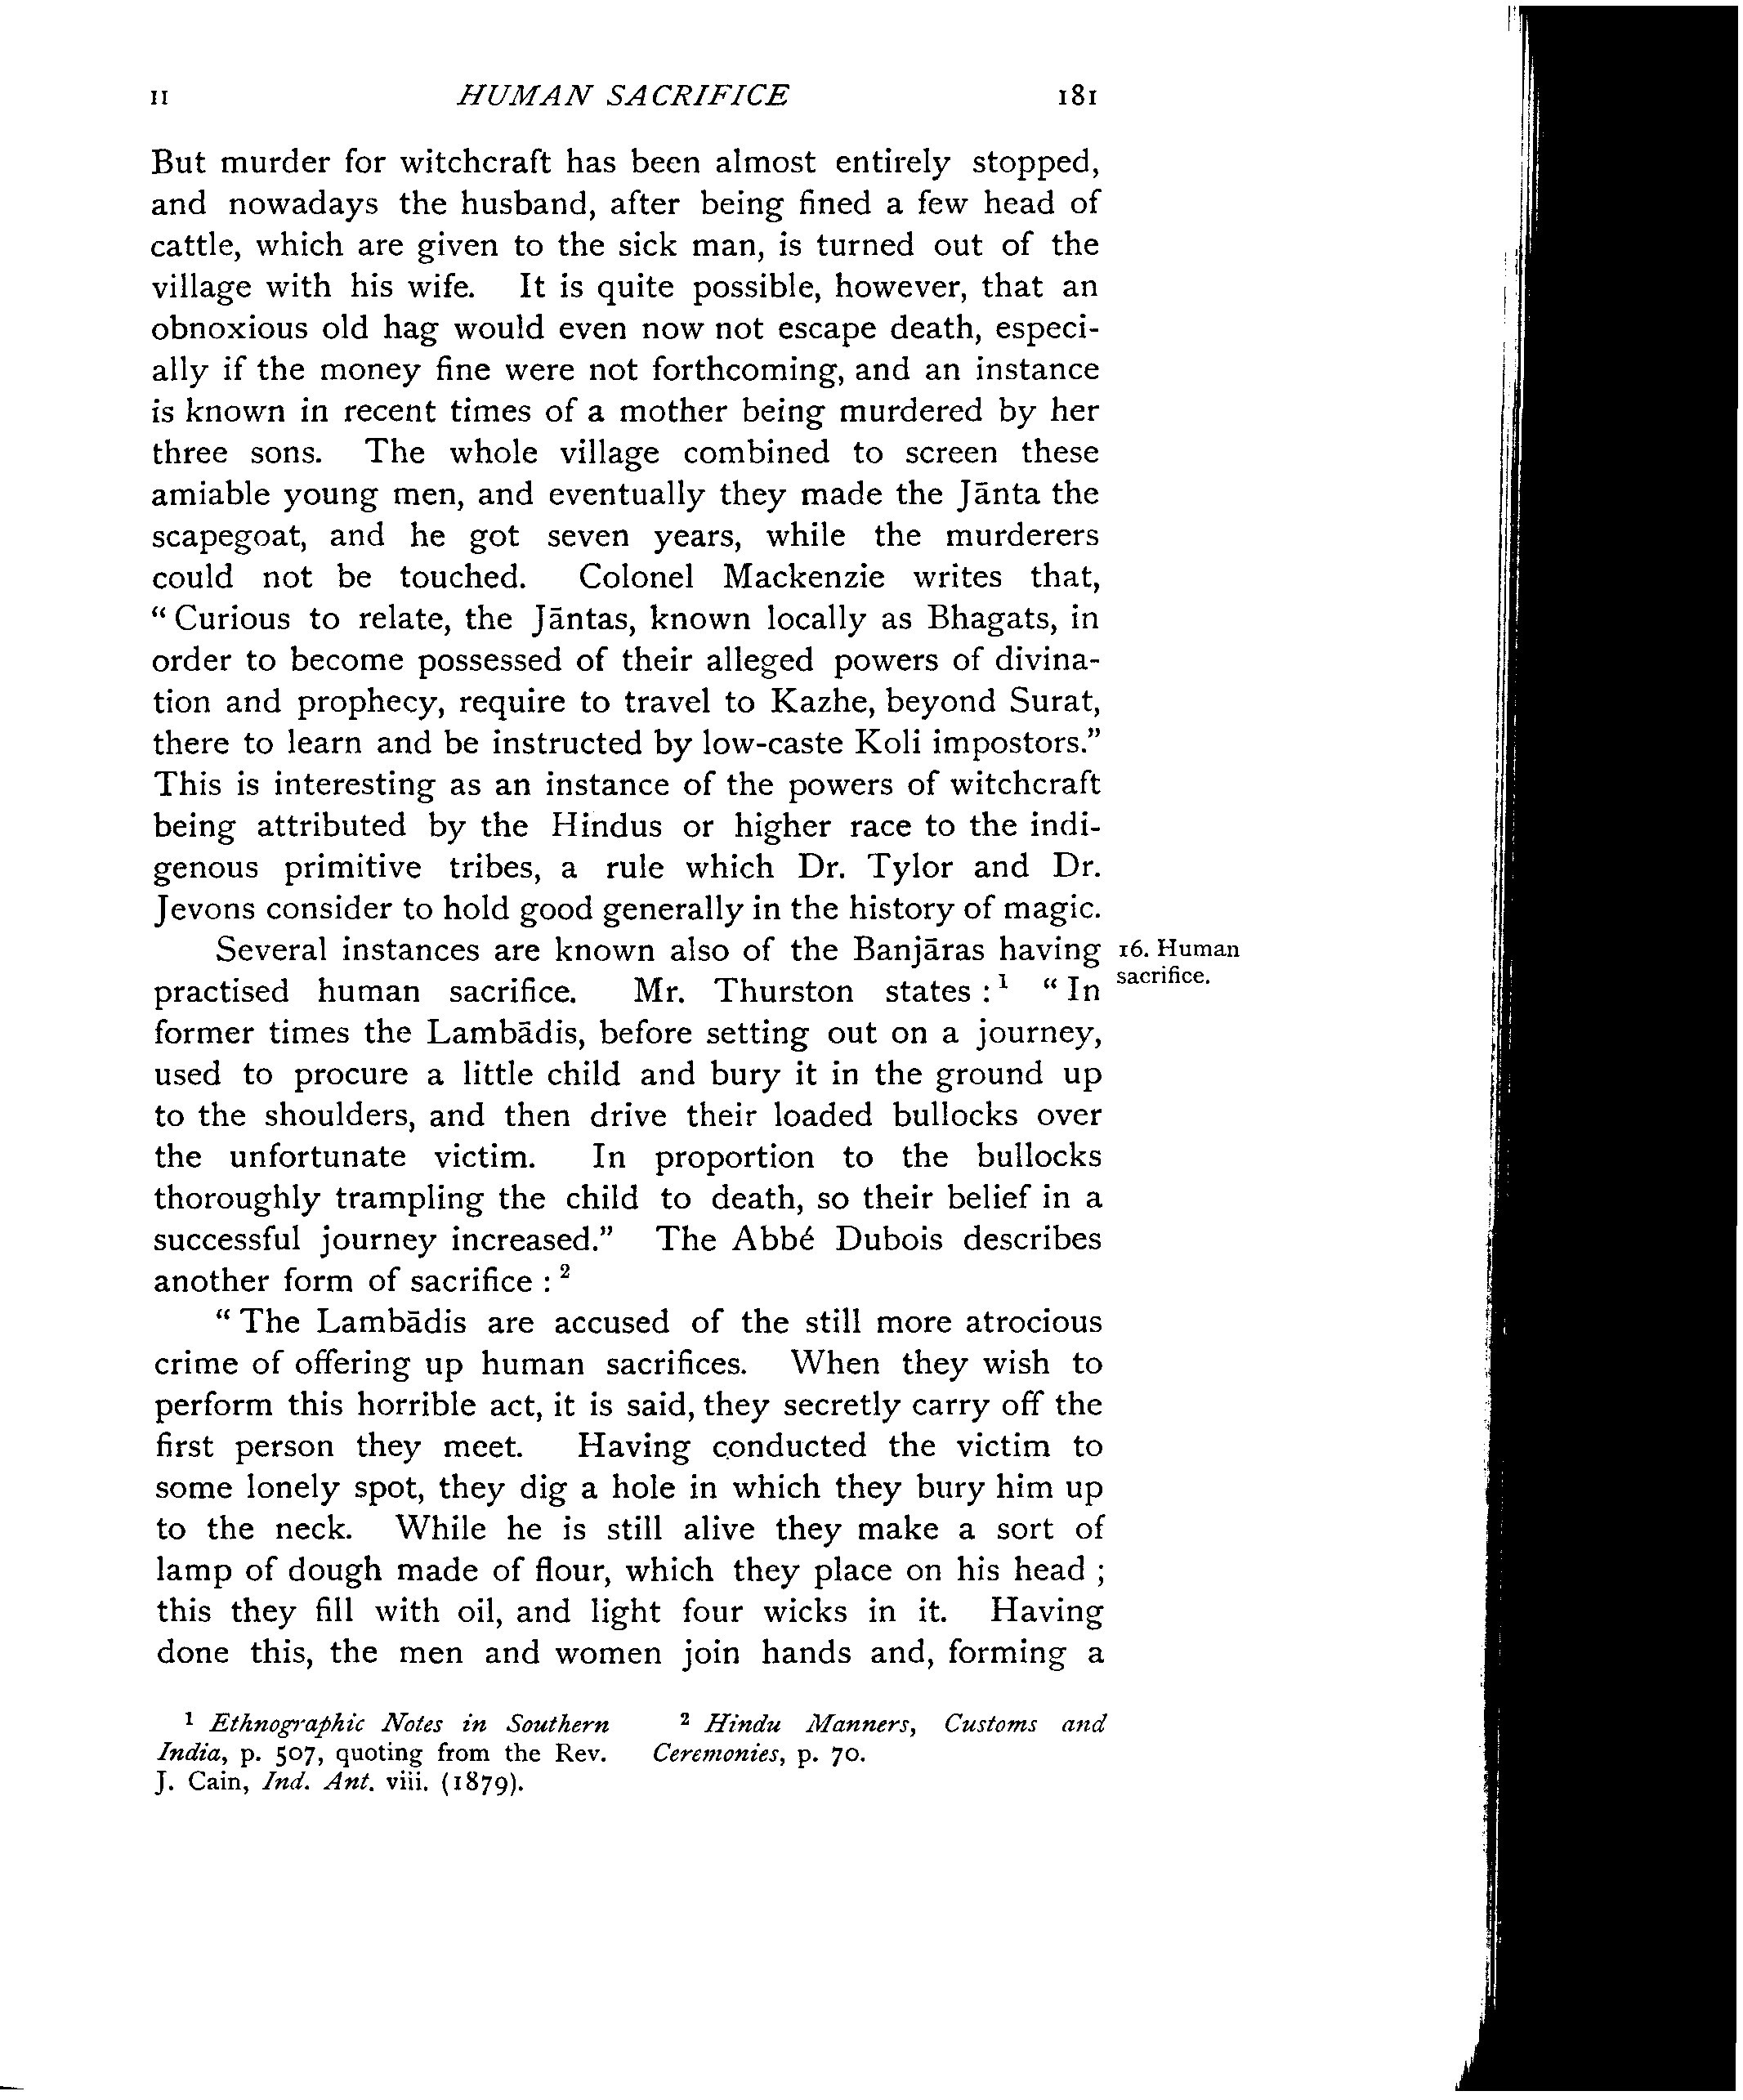 II HUMAN SACRIFICE 181
But murder for witchcraft has been almost entirely stopped,
and nowadays the husband, after being fined a few head of
cattle, which are given to the sick man, is turned out of the
village with his wife. It is quite possible, however, that an
obnoxious old hag would even now not escape death, especi-
ally if the money fine were not forthcoming, and an instance
is known in recent times of a mother being murdered by her
three sons. The whole village combined to screen these
amiable young men, and eventually they made the Jānta the
scapegoat, and he got seven years, while the murderers
could not be touched. Colonel Mackenzie writes that,
“Curious to relate, the Jāntas, known locally as Bhagats, in
order to become possessed of their alleged powers of divina-
tion and prophecy, require to travel to Kazhe, beyond Surat,
there to learn and be instructed by low-caste Koli impostors.”
This is interesting as an instance of the powers of witchcraft
being attributed by the Hindus or higher race to the indi-
genous primitive tribes, a rule which Dr. Tylor and Dr.
Jevons consider to hold good generally in the history of magic.
Several instances are known also of the Banjāras having
16. Human
sacrifice.
practised human sacrifice. Mr. Thurston states :¹ “In
former times the Lambādis, before setting out on a journey,
used to procure a little child and bury it in the ground up
to the shoulders, and then drive their loaded bullocks over
the unfortunate victim. In proportion to the bullocks
thoroughly trampling the child to death, so their belief in a
successful journey increased.” The Abbé Dubois describes
another form of sacrifice :²
“The Lambādis are accused of the still more atrocious
crime of offering up human sacrifices. When they wish to
perform this horrible act, it is said, they secretly carry off the
first person they meet. Having conducted the victim to
some lonely spot, they dig a hole in which they bury him up
to the neck. While he is still alive they make a sort of
lamp of dough made of flour, which they place on his head ;
this they fill with oil, and light four wicks in it. Having
done this, the men and women join hands and, forming a
¹ Ethnographic Notes in Southern
India, p. 507, quoting from the Rev.
J. Cain, Ind. Ant. viii. (1879).
² Hindu Manners, Customs and
Ceremonies, p. 70.